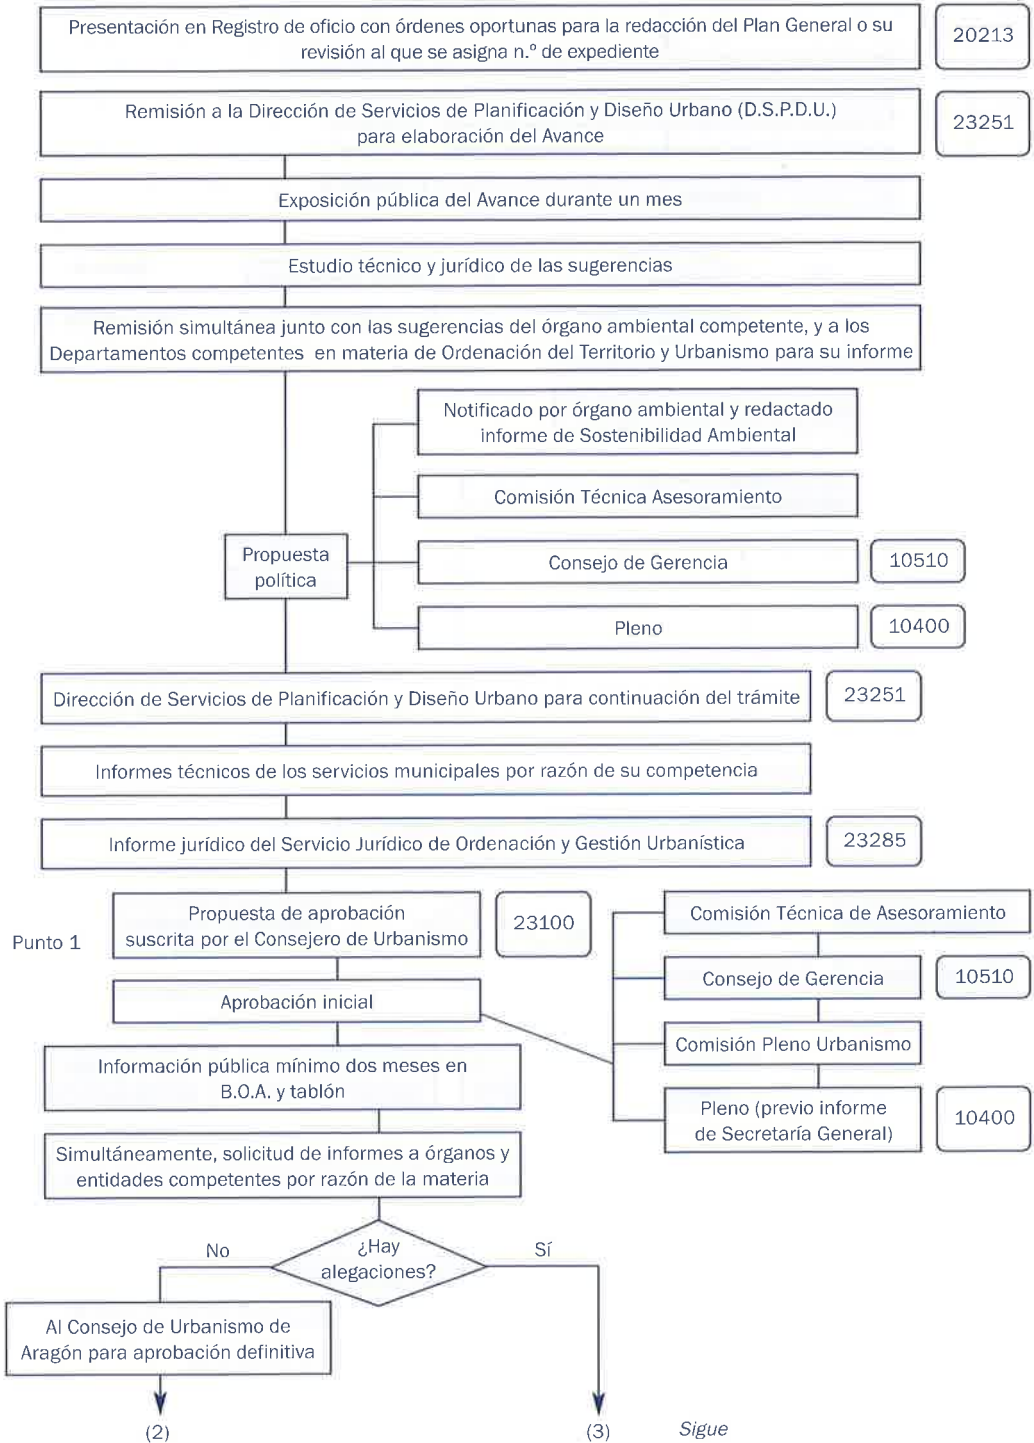 Presentación en Registro de oficio con órdenes oportunas para la redacción del Plan General o su
revisión al que se asigna n.º de expediente
20213
Remisión a la Dirección de Servicios de Planificación y Diseño Urbano (D.S.P.D.U.)
para elaboración del Avance
23251
Exposición pública del Avance durante un mes
Estudio técnico y jurídico de las sugerencias
Remisión simultánea junto con las sugerencias del órgano ambiental competente, y a los
Departamentos competentes en materia de Ordenación del Territorio y Urbanismo para su informe
Notificado por órgano ambiental y redactado
informe de Sostenibilidad Ambiental
Comisión Técnica Asesoramiento
Propuesta
política
Consejo de Gerencia
10510
Pleno
10400
Dirección de Servicios de Planificación y Diseño Urbano para continuación del trámite
23251
Informes técnicos de los servicios municipales por razón de su competencia
Informe jurídico del Servicio Jurídico de Ordenación y Gestión Urbanística
23285
Punto 1
Propuesta de aprobación
suscrita por el Consejero de Urbanismo
23100
Aprobación inicial
Comisión Técnica de Asesoramiento
Consejo de Gerencia
10510
Comisión Pleno Urbanismo
Pleno (previo informe
de Secretaría General)
10400
Información pública mínimo dos meses en
B.O.A. y tablón
Simultáneamente, solicitud de informes a órganos y
entidades competentes por razón de la materia
¿Hay
alegaciones?
No
Sí
Al Consejo de Urbanismo de
Aragón para aprobación definitiva
(2)
(3)
Sigue